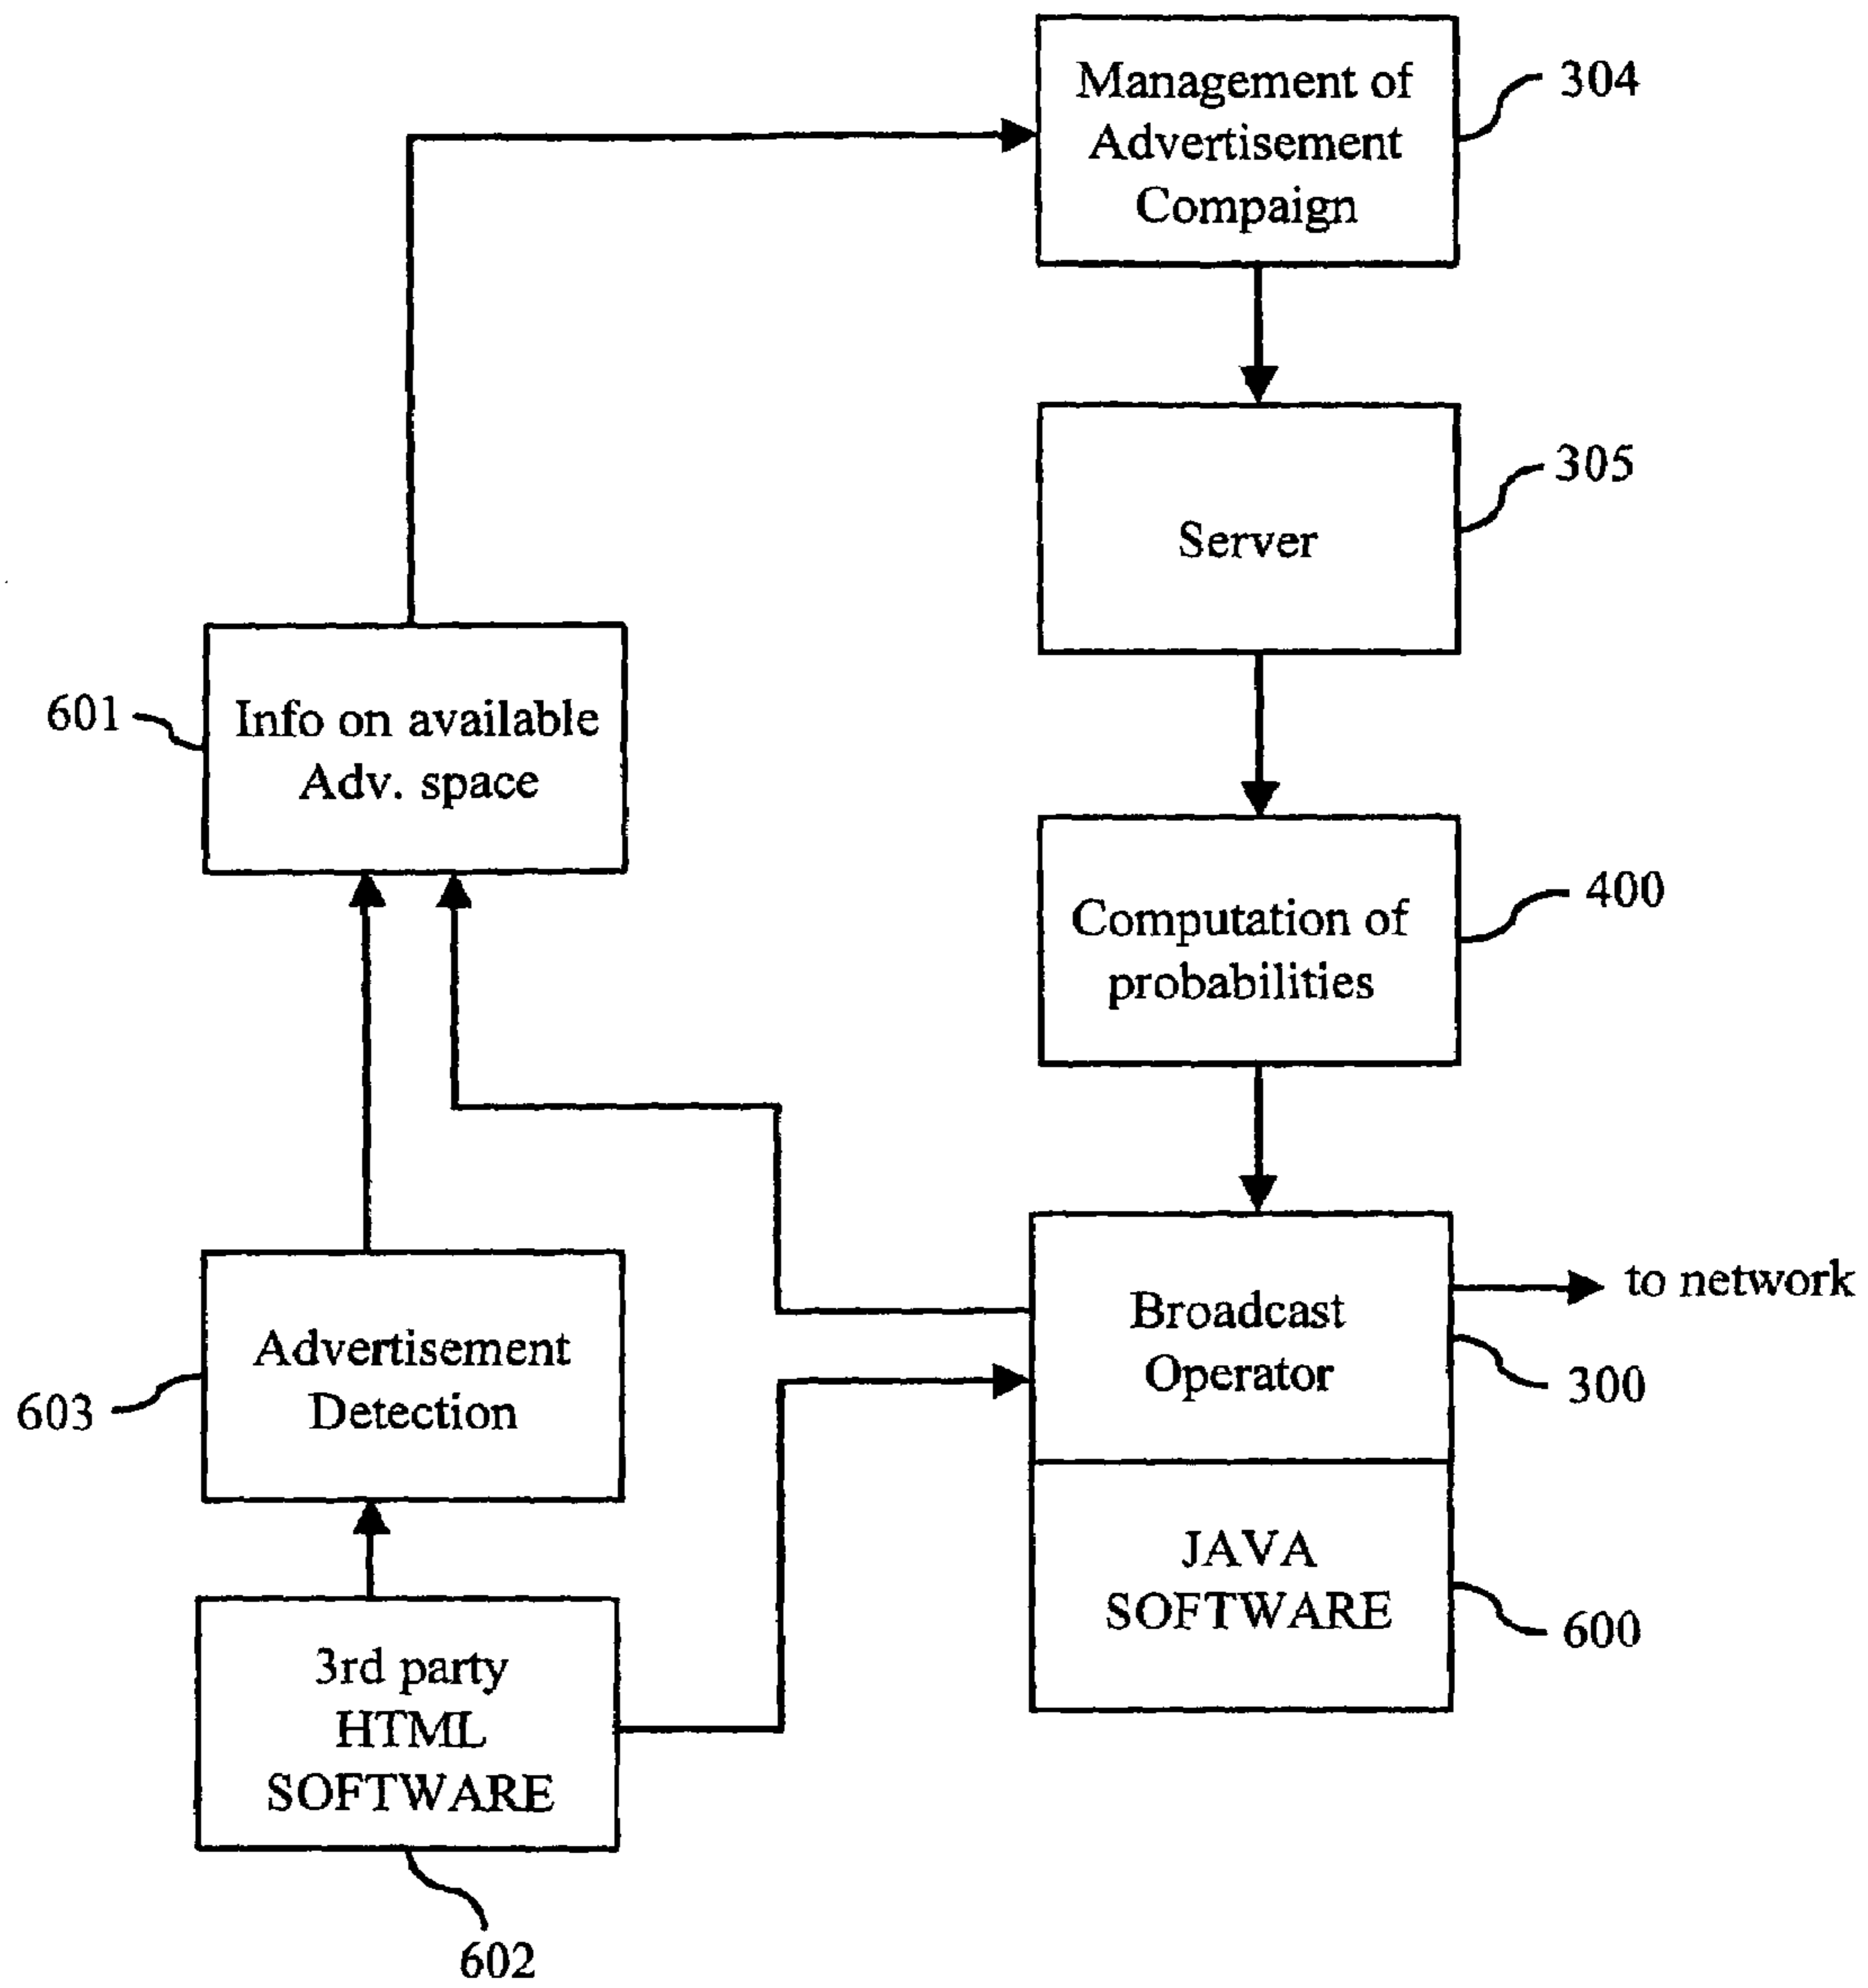 Management of
Advertisement
Compaign
304
Server
305
601
Info on available
Adv. space
Computation of
probabilities
400
Advertisement
Detection
603
Broadcast
Operator
to network
300
JAVA
SOFTWARE
600
3rd party
HTML
SOFTWARE
602